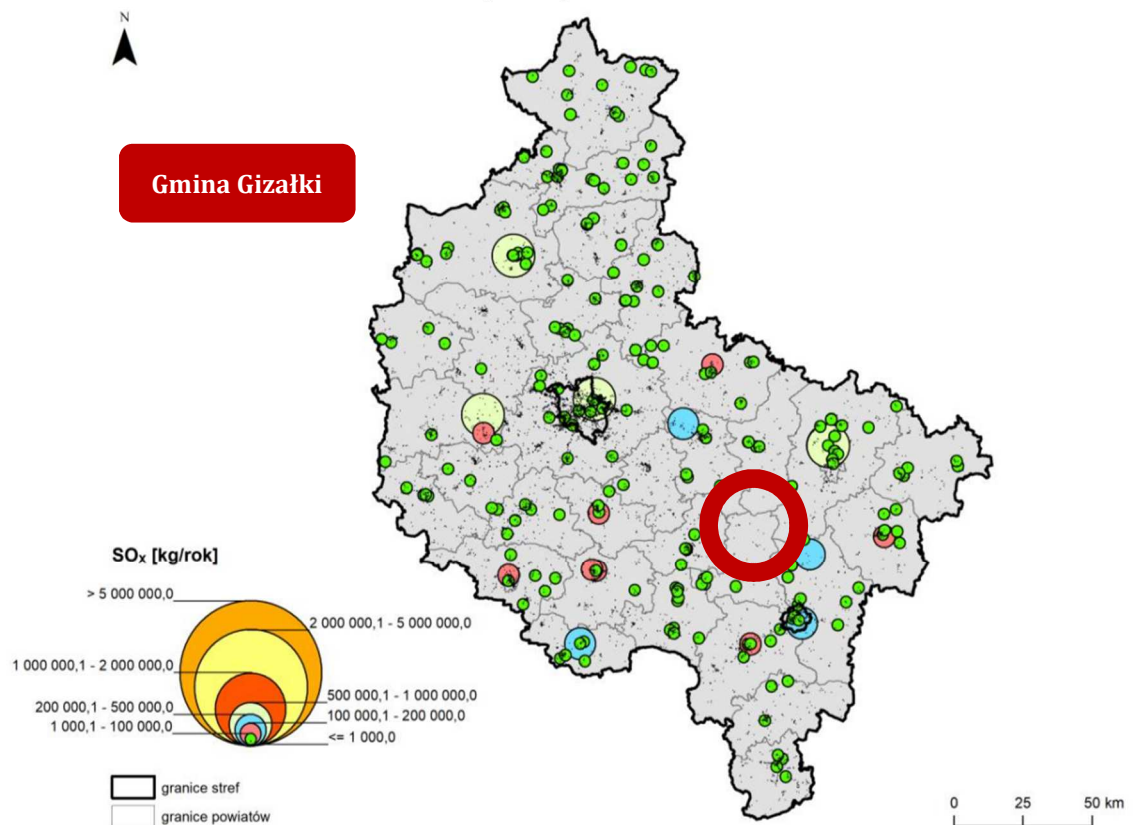 N
Gmina Gizałki
SOₓ [kg/rok]
> 5 000 000,0
2 000 000,1 - 5 000 000,0
1 000 000,1 - 2 000 000,0
500 000,1 - 1 000 000,0
200 000,1 - 500 000,0
100 000,1 - 200 000,0
1 000,1 - 100 000,0
<= 1 000,0
granice stref
granice powiatów
0 25 50 km